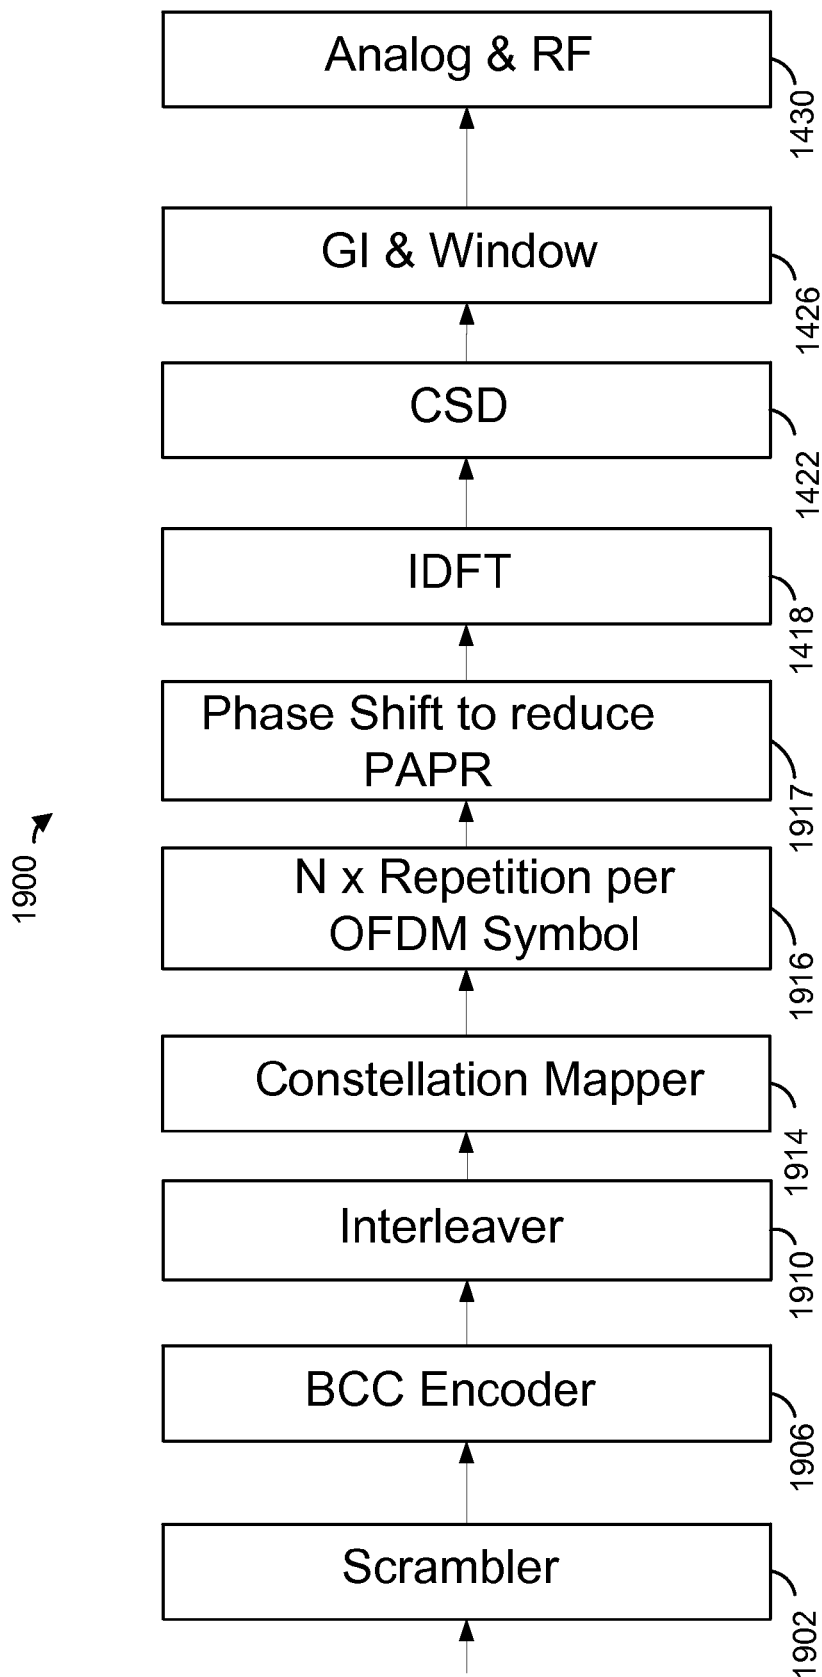 Analog & RF
1430
GI & Window
1426
CSD
1422
IDFT
1418
Phase Shift to reduce
PAPR
1917
1900
N x Repetition per
OFDM Symbol
1916
Constellation Mapper
1914
Interleaver
1910
BCC Encoder
1906
Scrambler
1902